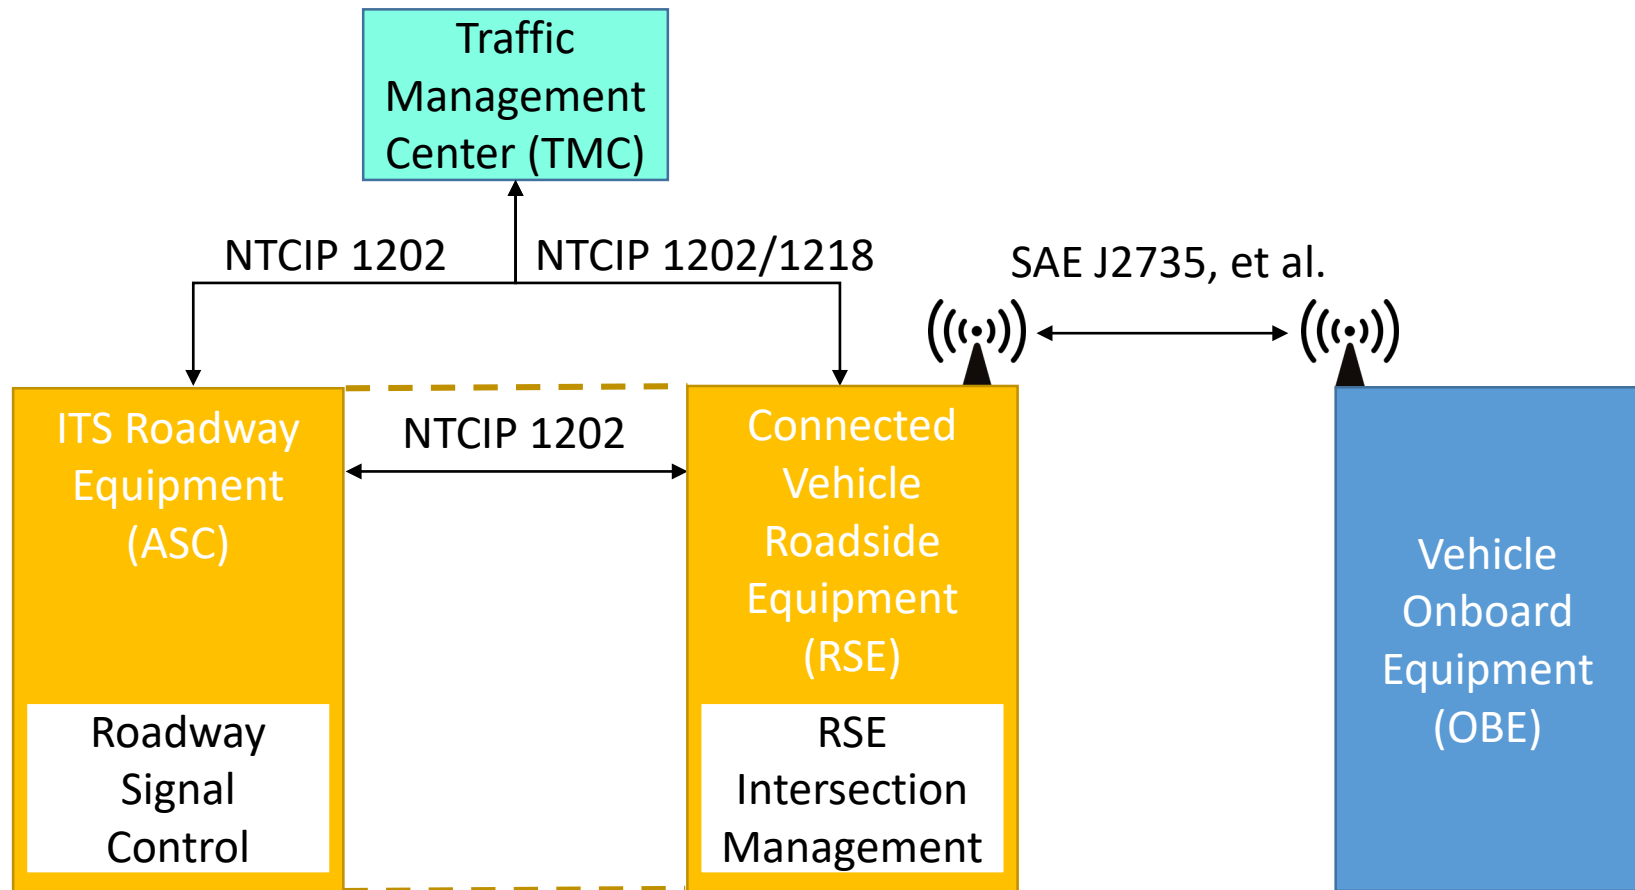 Traffic
Management
Center (TMC)
NTCIP 1202
NTCIP 1202/1218
SAE J2735, et al.
ITS Roadway
Equipment
(ASC)
NTCIP 1202
Connected
Vehicle
Roadside
Equipment
(RSE)
Vehicle
Onboard
Equipment
(OBE)
Roadway
Signal
Control
RSE
Intersection
Management